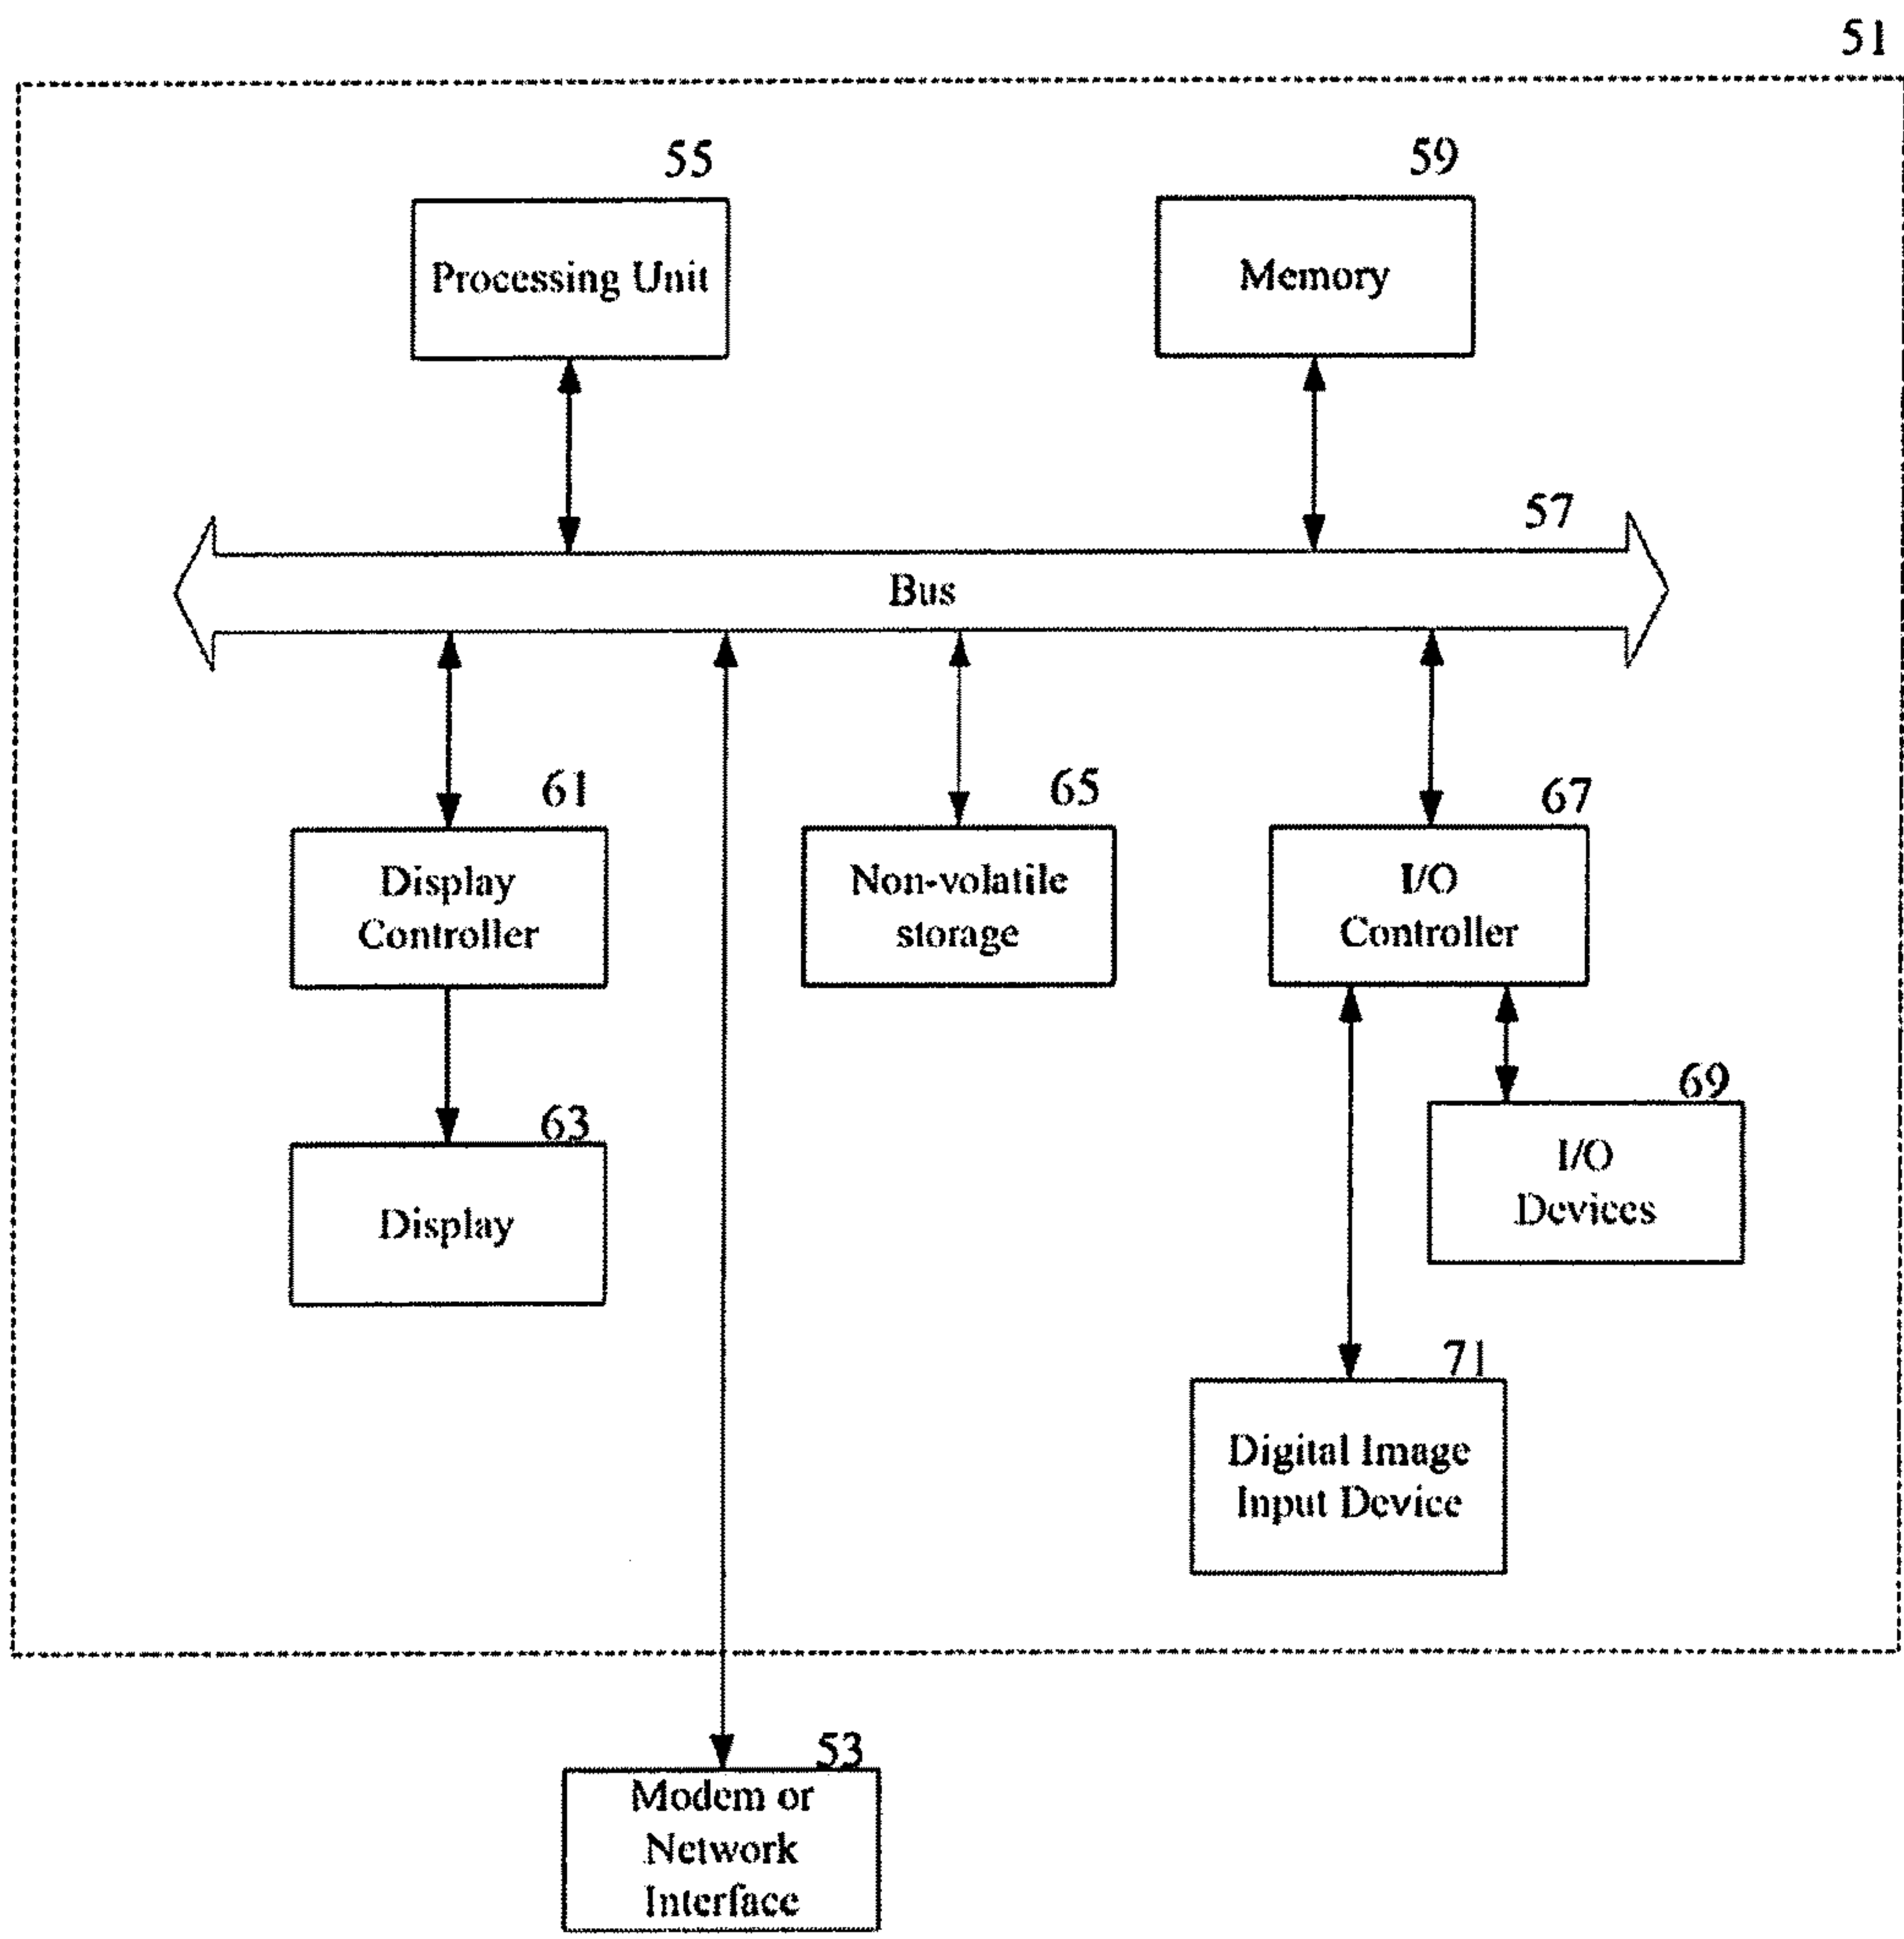 51
55
59
Processing Unit
Memory
57
Bus
61
65
67
Display
Controller
Non-volatile
storage
I/O
Controller
69
63
I/O
Devices
Display
71
Digital Image
Input Device
53
Modem or
Network
Interface